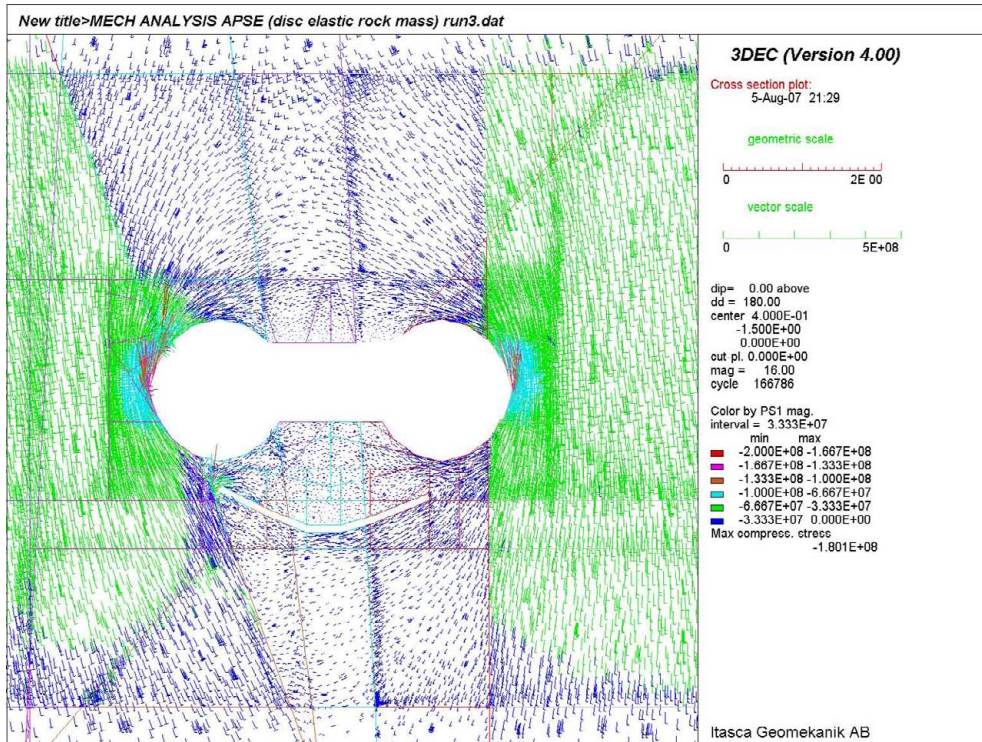 New title>MECH ANALYSIS APSE (disc elastic rock mass) run3.dat
3DEC (Version 4.00)
Cross section plot:
5-Aug-07 21:29
geometric scale
0 2E 00
vector scale
0 5E+08
dip= 0.00 above
dd = 180.00
center 4.000E-01
-1.500E+00
0.000E+00
cut pl. 0.000E+00
mag = 16.00
cycle 166786
Color by PS1 mag.
interval = 3.333E+07
min max
-2.000E+08 -1.667E+08
-1.667E+08 -1.333E+08
-1.333E+08 -1.000E+08
-1.000E+08 -6.667E+07
-6.667E+07 -3.333E+07
-3.333E+07 0.000E+00
Max compress. stress
-1.801E+08
Itasca Geomekanik AB